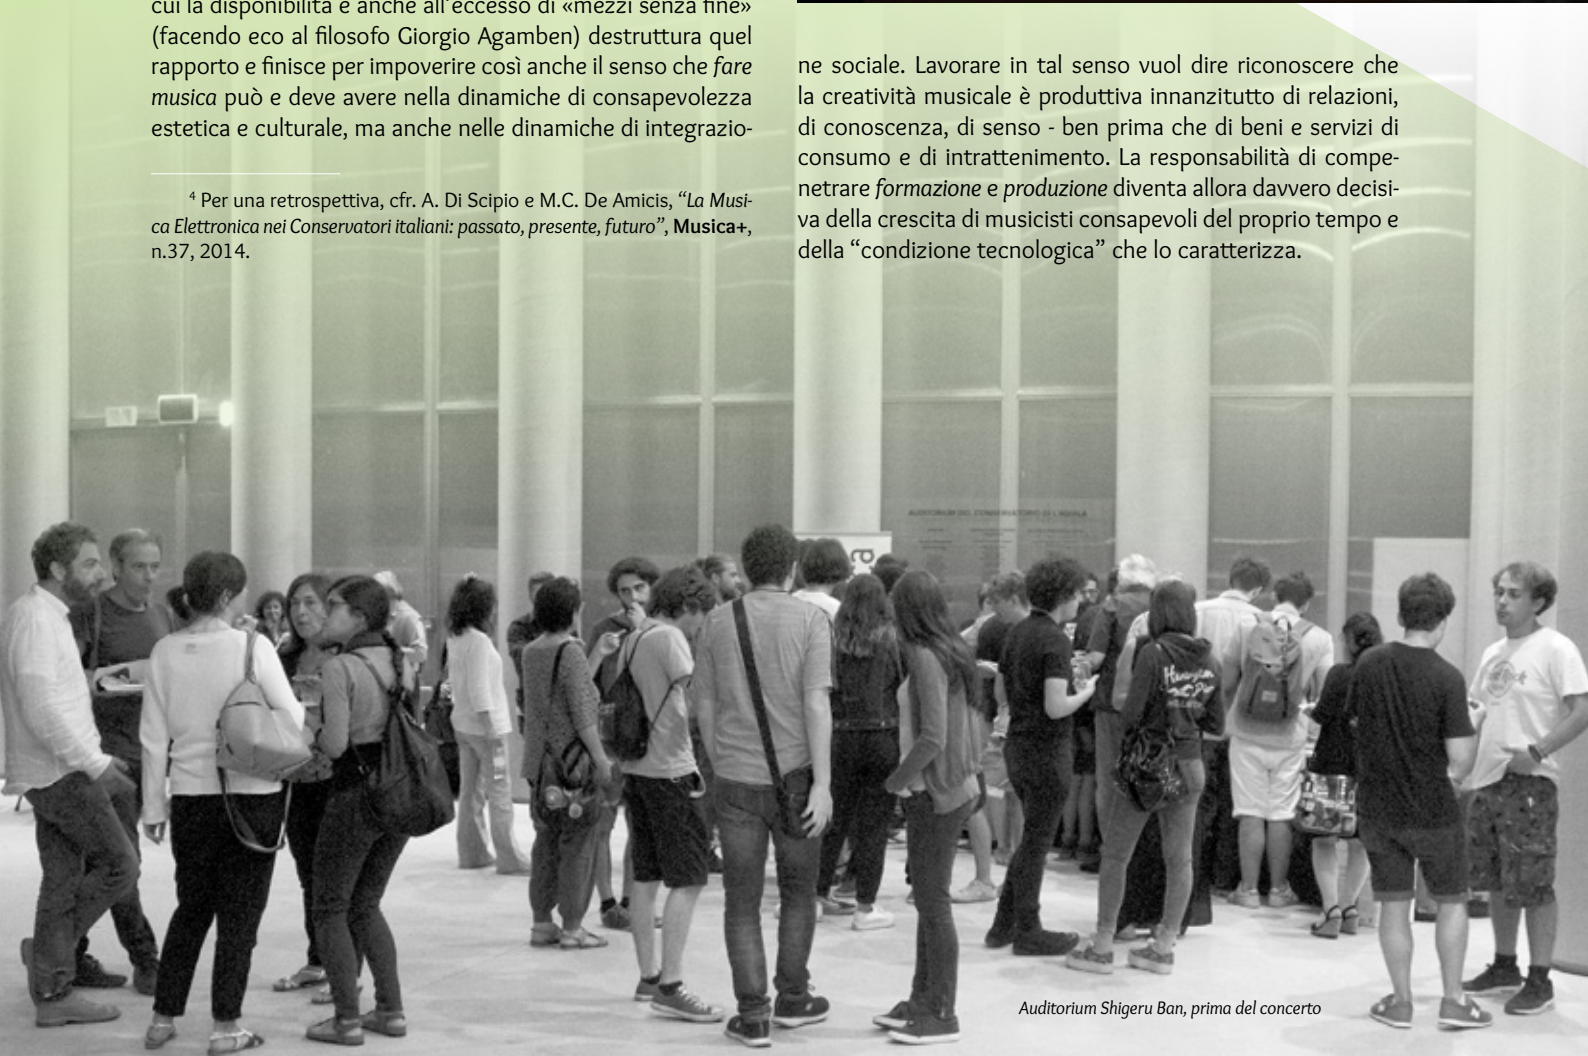 cui la disponibilità e anche all'eccesso di «mezzi senza fine»
(facendo eco al filosofo Giorgio Agamben) destruttura quel
rapporto e finisce per impoverire così anche il senso che fare
musica può e deve avere nella dinamiche di consapevolezza
estetica e culturale, ma anche nelle dinamiche di integrazio-
⁴ Per una retrospettiva, cfr. A. Di Scipio e M.C. De Amicis, “La Musi-
ca Elettronica nei Conservatori italiani: passato, presente, futuro”, Musica+,
n.37, 2014.
ne sociale. Lavorare in tal senso vuol dire riconoscere che
la creatività musicale è produttiva innanzitutto di relazioni,
di conoscenza, di senso - ben prima che di beni e servizi di
consumo e di intrattenimento. La responsabilità di compe-
netrare formazione e produzione diventa allora davvero decisi-
va della crescita di musicisti consapevoli del proprio tempo e
della “condizione tecnologica” che lo caratterizza.
AUDITORIUM DEL CONSERVATORIO DI L'AQUILA
Auditorium Shigeru Ban, prima del concerto